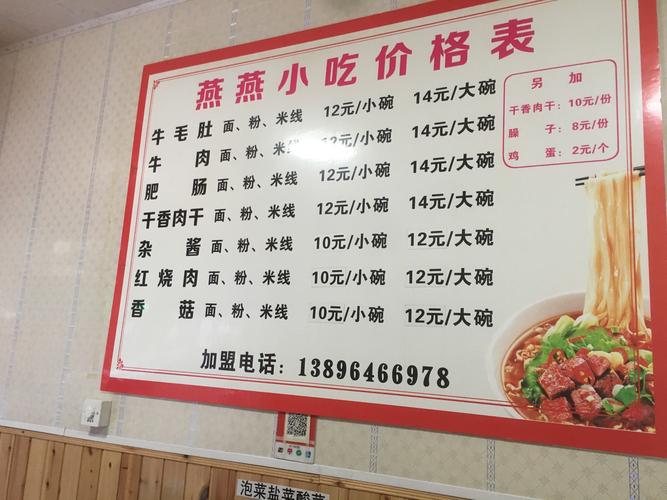 燕燕小吃价格表
牛毛肚 面、粉、米线 12元/小碗 14元/大碗
牛肉 面、粉、米线 12元/小碗 14元/大碗
肥肠 面、粉、米线 12元/小碗 14元/大碗
干香肉干 面、粉、米线 12元/小碗 14元/大碗
杂酱 面、粉、米线 10元/小碗 12元/大碗
红烧肉 面、粉、米线 10元/小碗 12元/大碗
香菇 面、粉、米线 10元/小碗 12元/大碗
加盟电话：13896466978
另加
干香肉干：10元/份
臊子：8元/份
鸡蛋：2元/个
泡菜盐菜酸菜